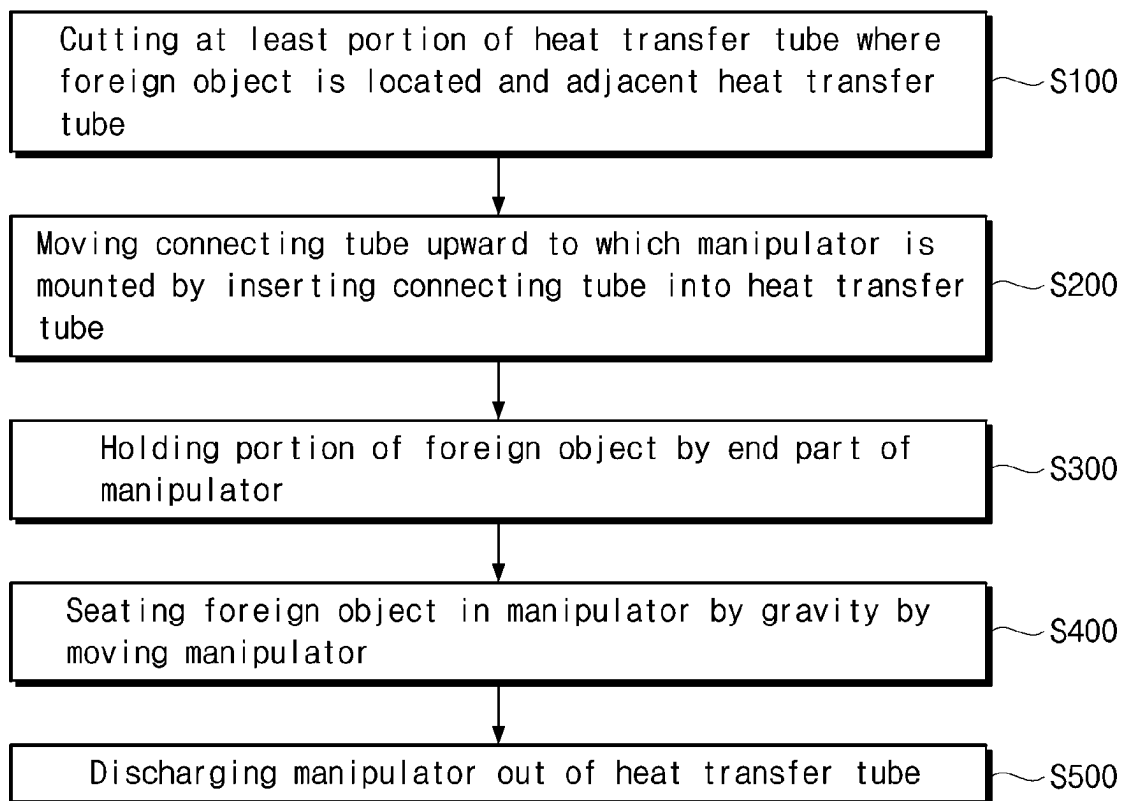 Cutting at least portion of heat transfer tube where
foreign object is located and adjacent heat transfer
tube
S100
Moving connecting tube upward to which manipulator is
mounted by inserting connecting tube into heat transfer
tube
S200
Holding portion of foreign object by end part of
manipulator
S300
Seating foreign object in manipulator by gravity by
moving manipulator
S400
Discharging manipulator out of heat transfer tube
S500